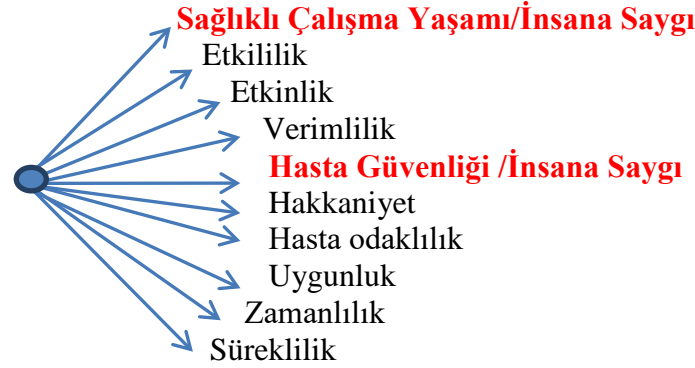 Sağlıklı Çalışma Yaşamı/İnsana Saygı
Etkililik
Etkinlik
Verimlilik
Hasta Güvenliği /İnsana Saygı
Hakkaniyet
Hasta odaklılık
Uygunluk
Zamanlılık
Süreklilik